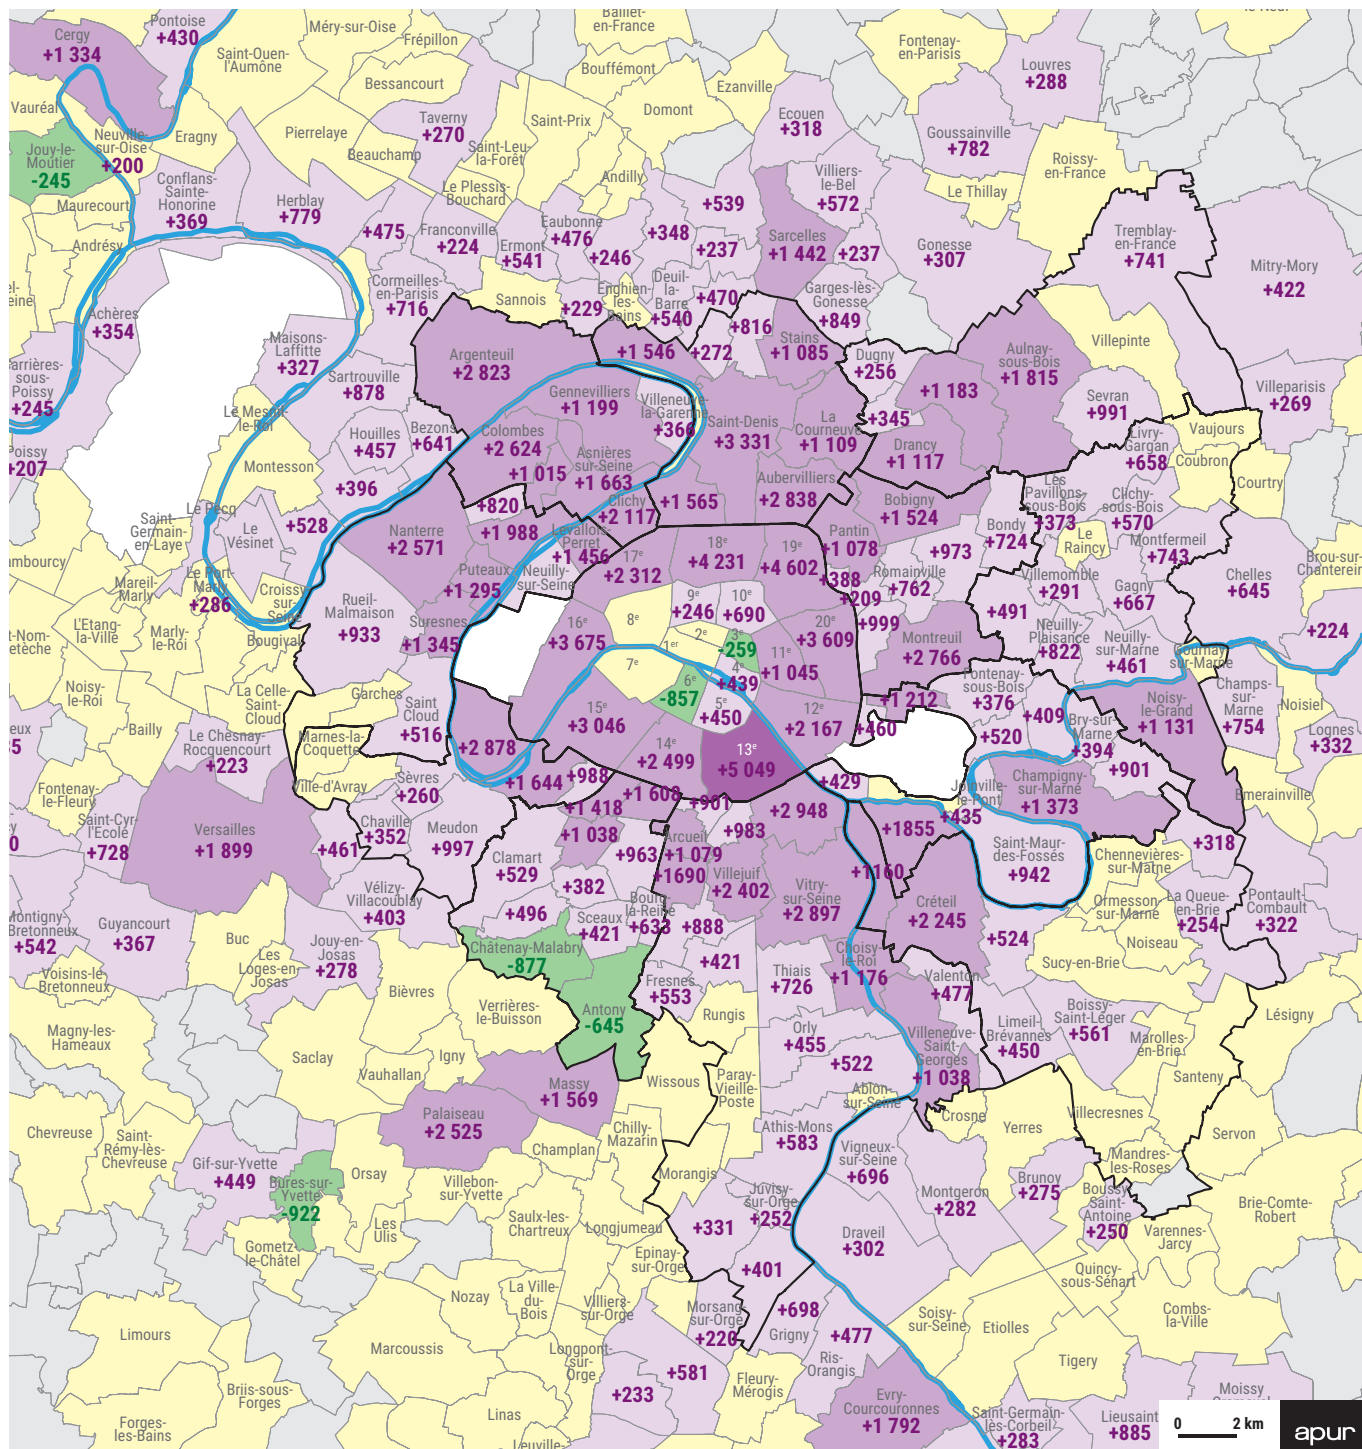 Cergy
+1 334
Pontoise
+430
Méry-sur-Oise
Frépillon
Baillet-
en-France
Saint-Ouen-
l'Aumône
Bessancourt
Bouffémont
Ezanville
Fontenay-
en-Parisis
Louvres
+288
Vauréal
Neuville-
sur-Oise
+200
Eragny
Pierrelaye
Taverny
+270
Saint-Prix
Domont
Ecouen
+318
Goussainville
+782
Jouy-le-
Moutier
-245
Beauchamp
Saint-Leu-
la-Forêt
Andilly
Roissy-
en-France
Maurecourt
Conflans-
Sainte-
Honorine
+369
Herblay
+779
Le Plessis-
Bouchard
Villiers-
le-Bel
+572
Le Thillay
+539
Andrésy
+475
Franconville
+224
Ermont
+541
Eaubonne
+476
+246
+348
+237
Sarcelles
+1 442
+237
Gonesse
+307
Tremblay-
en-France
+741
Mitry-Mory
+422
Cormeilles-
en-Parisis
+716
Sannois
+229
Enghien-
les-
Bains
Deuil-
la-
Barre
+540
+470
Garges-lès-
Gonesse
+849
Achères
+354
Maisons-
Laffitte
+327
Argenteuil
+2 823
+1 546
+272
+816
Stains
+1 085
Dugny
+256
Aulnay-
sous-Bois
+1 815
Villepinte
sous-
Poissy
+245
Sartrouville
+878
Gennevilliers
+1 199
Villeneuve-
la-Garenne
+366
Saint-Denis
+3 331
La
Courneuve
+1 109
+345
+1 183
Sevran
+991
Villeparisis
+269
Le Mesnil-
le-Roi
Houilles
+457
Bezons
+641
Colombes
+2 624
+1 015
Asnières
sur-Seine
+1 663
Drancy
+1 117
Livry-
Gargan
+658
Vaujours
Coubron
Poissy
+207
Montesson
+396
+820
Clichy
+2 117
+1 565
Aubervilliers
+2 838
Bobigny
+1 524
Les
Pavillons-
sous-Bois
+373
Clichy-
sous-Bois
+570
Courtry
Saint-
Germain-
en-Laye
Le Pecq
Le
Vésinet
+528
Nanterre
+2 571
+1 988
Levallois-
Perret
+1 456
17e
+2 312
18e
+4 231
19e
+4 602
Pantin
+1 078
+973
Bondy
+724
Le
Raincy
Montfermeil
+743
Mareil-
Marly
Le Port-
Marly
+286
Croissy-
sur-
Seine
Puteaux
+1 295
Neuilly-
sur-Seine
+388
+209
Romainville
+762
Villemomble
+291
Gagny
+667
Chelles
+645
+224
L'Etang-
la-Ville
Marly-
le-Roi
Bougival
Rueil-
Malmaison
+933
Suresnes
+1 345
16e
+3 675
8e
9e
+246
10e
+690
2e
1er
3e
-259
11e
+1 045
20e
+3 609
+999
Montreuil
+2 766
+491
Neuilly-
Plaisance
+822
Neuilly-
sur-Marne
+461
Gournay-
sur-Marne
Noisy-
le-Roi
Bailly
La Celle-
Saint-
Cloud
Garches
Saint
Cloud
+516
7e
6e
-857
4e
+439
5e
+450
15e
+3 046
12e
+2 167
+1 212
+460
Fontenay-
sous-Bois
+376
+520
+409
Bry-sur-
Marne
+394
Noisy-
le-Grand
+1 131
Champs-
sur-
Marne
+754
Noisiel
Lognes
+332
Le Chesnay-
Rocquencourt
+223
Marnes-la-
Coquette
Ville-d'Avray
+2 878
Sèvres
+260
+1 644
+988
14e
+2 499
13e
+5 049
+1 608
+901
+429
Joinville-
le-Pont
+435
Champigny-
sur-Marne
+1 373
+901
Emerainville
Fontenay-
le-Fleury
Saint-Cyr-
l'Ecole
+728
Versailles
+1 899
+461
Chaville
+352
Meudon
+997
+1 418
+1 038
Clamart
+529
+963
+382
Arcueil
+1 079
+1690
+983
Villejuif
+2 402
+2 948
Vitry-
sur-Seine
+2 897
+1855
+1160
Créteil
+2 245
Saint-Maur-
des-Fossés
+942
Chennevières-
sur-Marne
+318
Montigny-
Bretonneux
+542
Guyancourt
+367
Vélizy-
Villacoublay
+403
+496
Sceaux
+421
Bourg-
la-Reine
+633
+888
Ormesson-
sur-Marne
La Queue-
en-Brie
+254
Pontault-
Combault
+322
Voisins-le-
Bretonneux
Buc
Les
Loges-en-
Josas
Jouy-en-
Josas
+278
Châtenay-Malabry
-877
+421
Thiais
+726
Choisy-
le-Roi
+1 176
+524
Noiseau
Sucy-en-Brie
Bièvres
Verrières-
le-Buisson
Antony
-645
Fresnes
+553
Rungis
Valenton
+477
Magny-les-
Hameaux
Saclay
Igny
Vauhallan
Orly
+455
+522
Villeneuve-
Saint-
Georges
+1 038
Limeil-
Brévannes
+450
Boissy-
Saint-Léger
+561
Marolles-
en-Brie
Lésigny
Santeny
Wissous
Paray-
Vieille-
Poste
Ablon-
sur-Seine
Massy
+1 569
Palaiseau
+2 525
Chevreuse
Saint-
Rémy-lès-
Chevreuse
Gif-sur-Yvette
+449
Bures-sur-
Yvette
-922
Orsay
Champlan
Chilly-
Mazarin
Athis-Mons
+583
Vigneux-
sur-Seine
+696
Crosne
Yerres
Villecresnes
Servon
Mandres-
les-Roses
Villebon-
sur-Yvette
Morangis
Juvisy-
sur-Orge
+252
Montgeron
+282
Brunoy
+275
Boussy-
Saint-
Antoine
+250
Brie-Comte-
Robert
Les
Ulis
Gometz-
le-Châtel
Saulx-les-
Chartreux
Longjumeau
+331
Draveil
+302
Varennes-
Jarcy
Epinay-
sur-Orge
+401
Quincy-
sous-Sénart
Nozay
La Ville-
du-
Bois
Villiers-
sur-Orge
Morsang-
sur-Orge
+220
+698
Grigny
+477
Ris-
Orangis
Soisy-
sur-Seine
Etiolles
Combs-
la-Ville
Limours
Marcoussis
Longpont-
sur-
Orge
+581
+233
Fleury-
Mérogis
Tigery
Briis-sous-
Forges
Forges-
les-Bains
Linas
Evry-
Courcouronnes
+1 792
Saint-Germain-
lès-Corbeil
+283
Lieusaint
+885
Moissy
0 2 km
apur